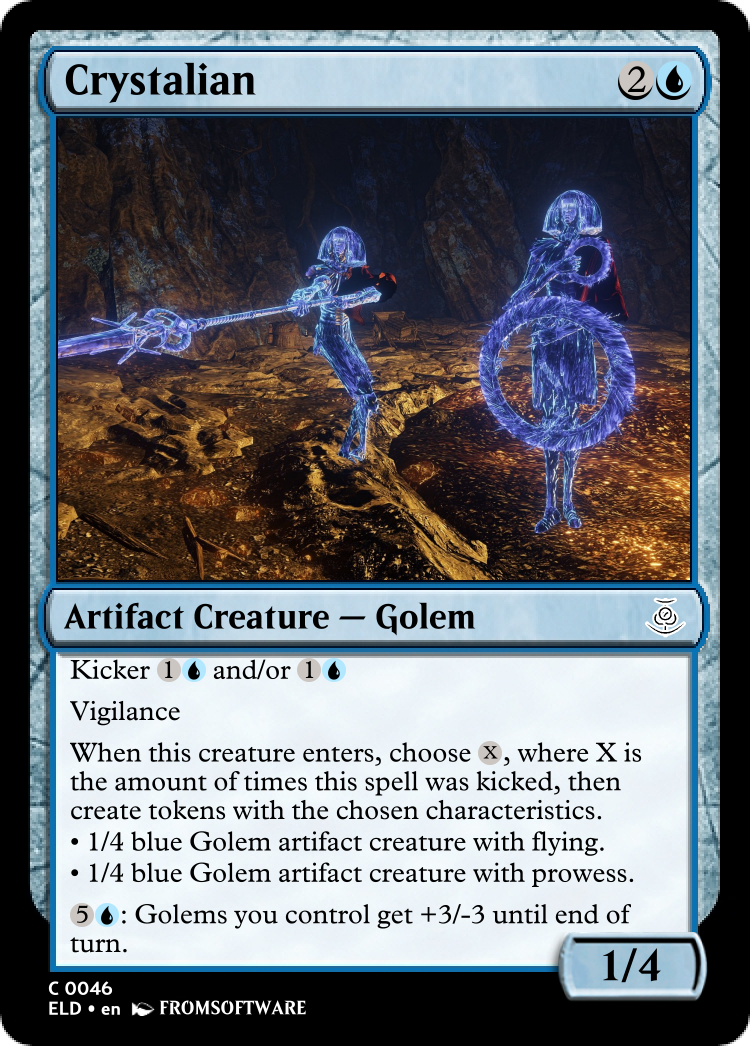 Crystalian 2
Artifact Creature — Golem
Kicker 1 and/or 1
Vigilance
When this creature enters, choose X, where X is
the amount of times this spell was kicked, then
create tokens with the chosen characteristics.
• 1/4 blue Golem artifact creature with flying.
• 1/4 blue Golem artifact creature with prowess.
5: Golems you control get +3/-3 until end of
turn.
1/4
C 0046
ELD • en FROMSOFTWARE